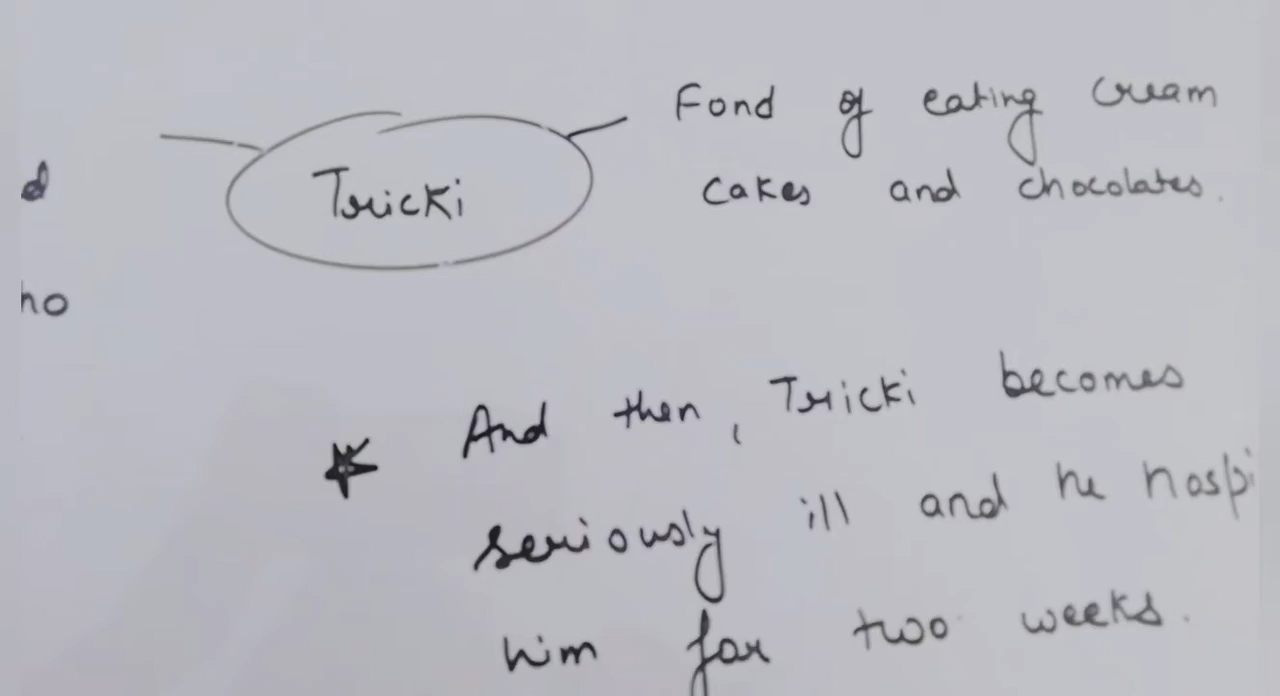 Fond of eating cream
Tricki
cakes and chocolates.
d
ho
And then, Tricki becomes
seriously ill and he hospi
him for two weeks.